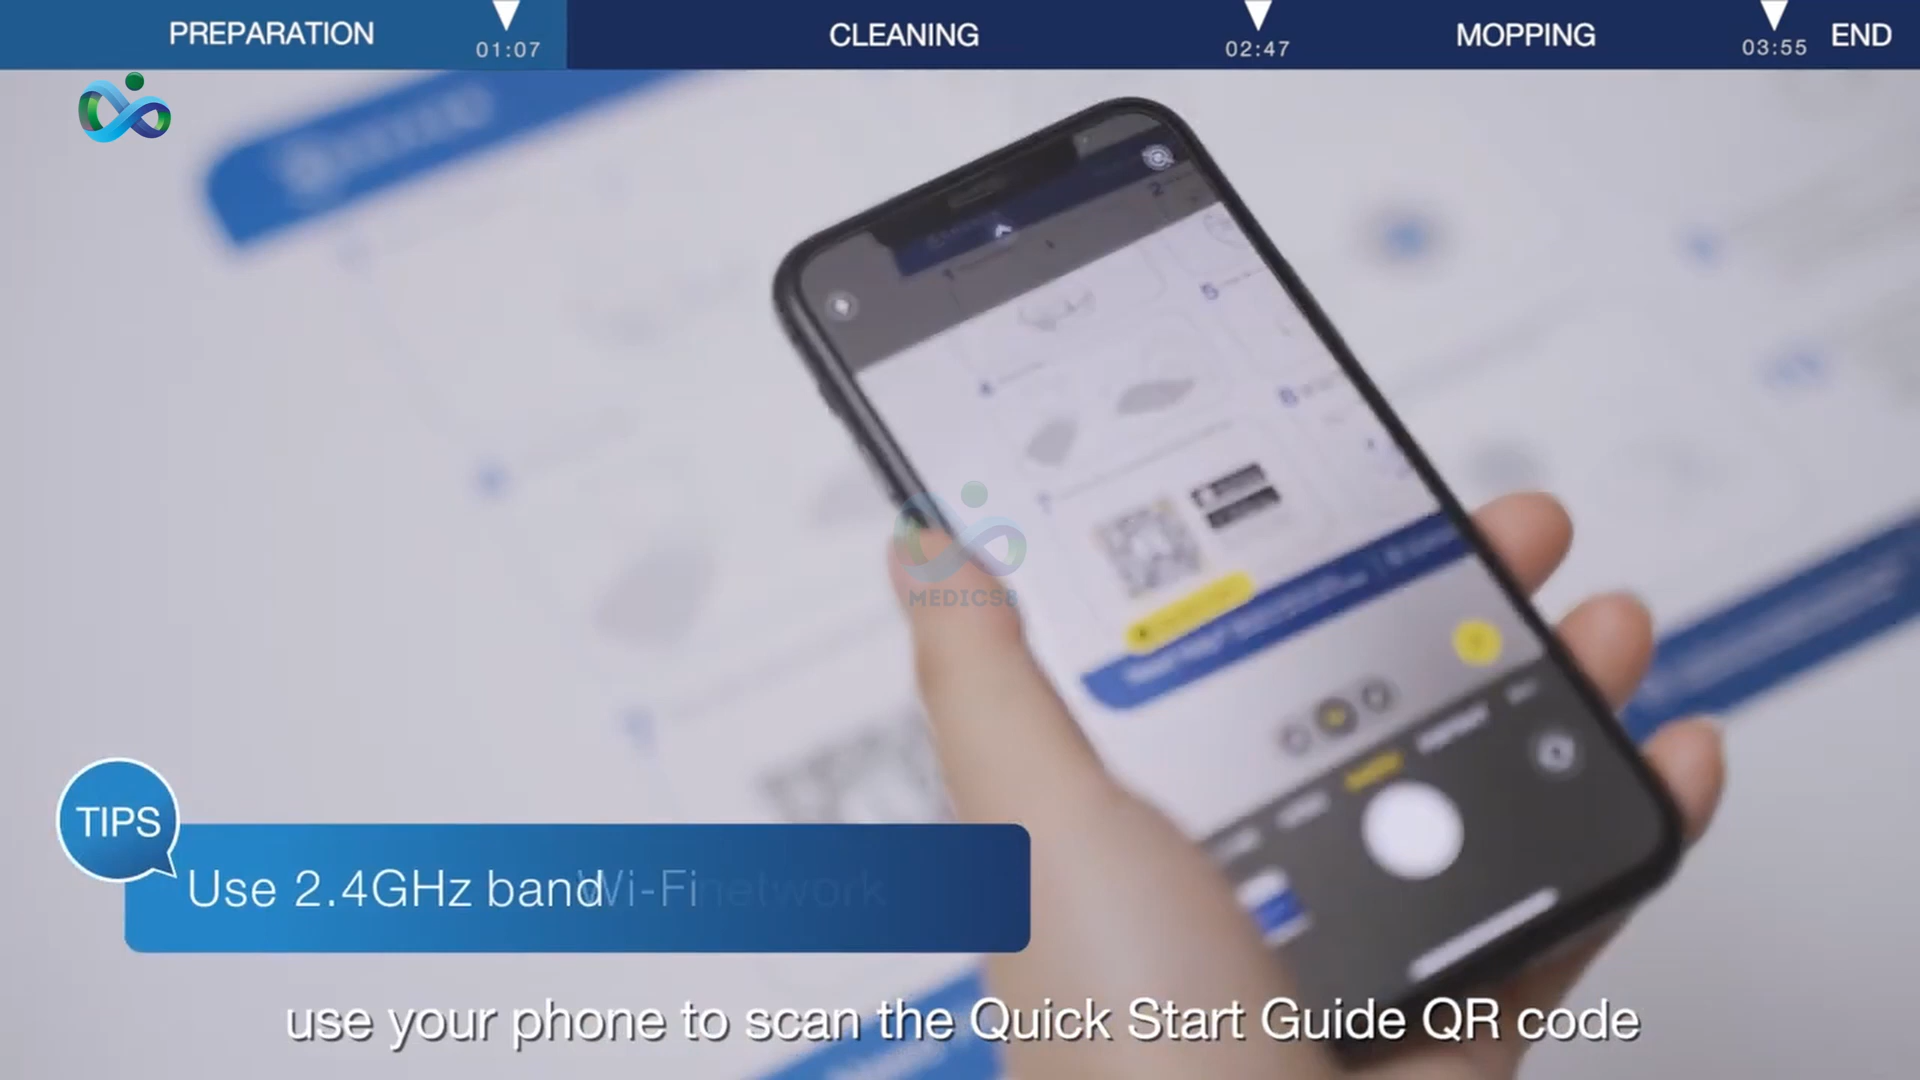 PREPARATION
01:07
CLEANING
02:47
MOPPING
03:55
END
MEDICS8
TIPS
Use 2.4GHz band Wi-Fi network
use your phone to scan the Quick Start Guide QR code